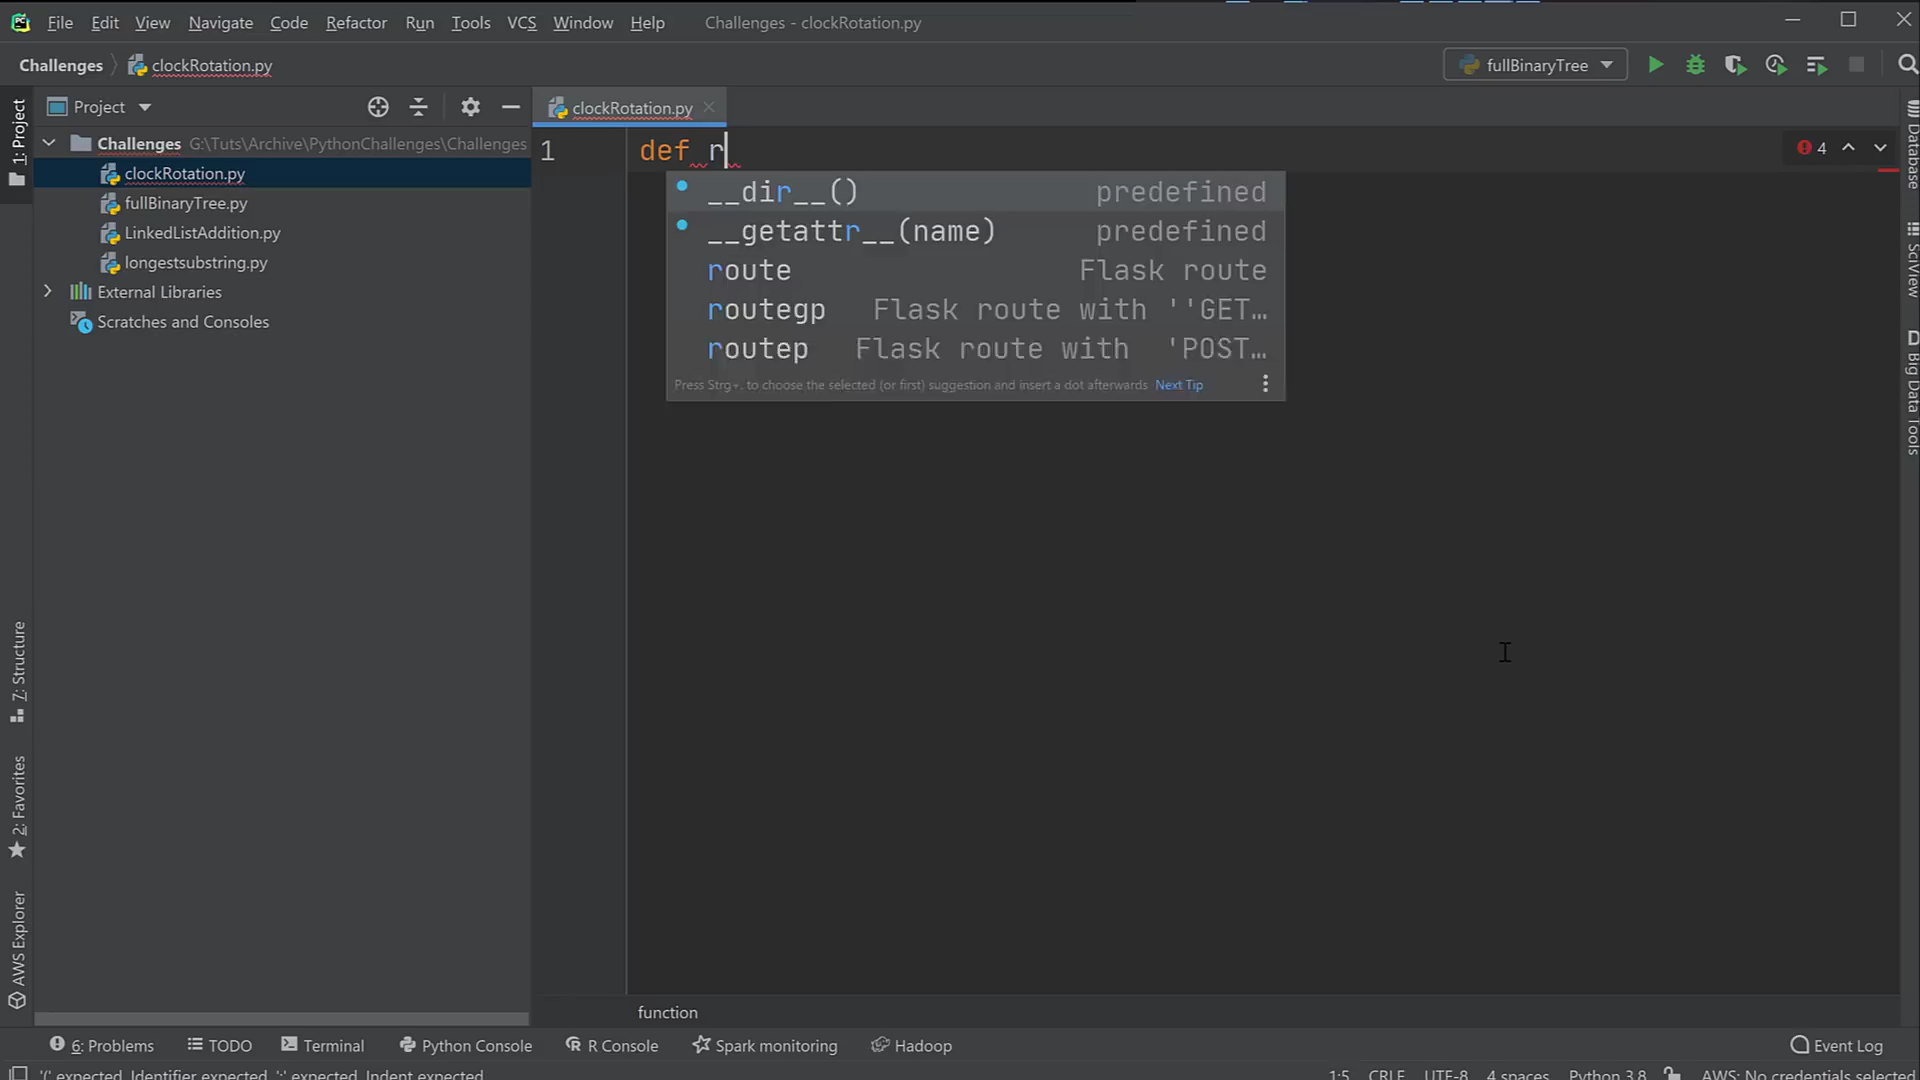 File Edit View Navigate Code Refactor Run Tools VCS Window Help Challenges - clockRotation.py
Challenges clockRotation.py fullBinaryTree
1: Project
Project
clockRotation.py
Challenges G:\Tuts\Archive\PythonChallenges\Challenges
clockRotation.py
fullBinaryTree.py
LinkedListAddition.py
longestsubstring.py
External Libraries
Scratches and Consoles
1 def r
4
__dir__() predefined
__getattr__(name) predefined
route Flask route
routegp Flask route with ''GET…
routep Flask route with 'POST…
Press Strg+. to choose the selected (or first) suggestion and insert a dot afterwards Next Tip
Database
SciView
Big Data Tools
7: Structure
2: Favorites
AWS Explorer
function
6: Problems TODO Terminal Python Console R Console Spark monitoring Hadoop Event Log
'(' expected, Identifier expected, ':' expected, Indent expected 1:5 CRLF UTF-8 4 spaces Python 3.8 AWS: No credentials selected